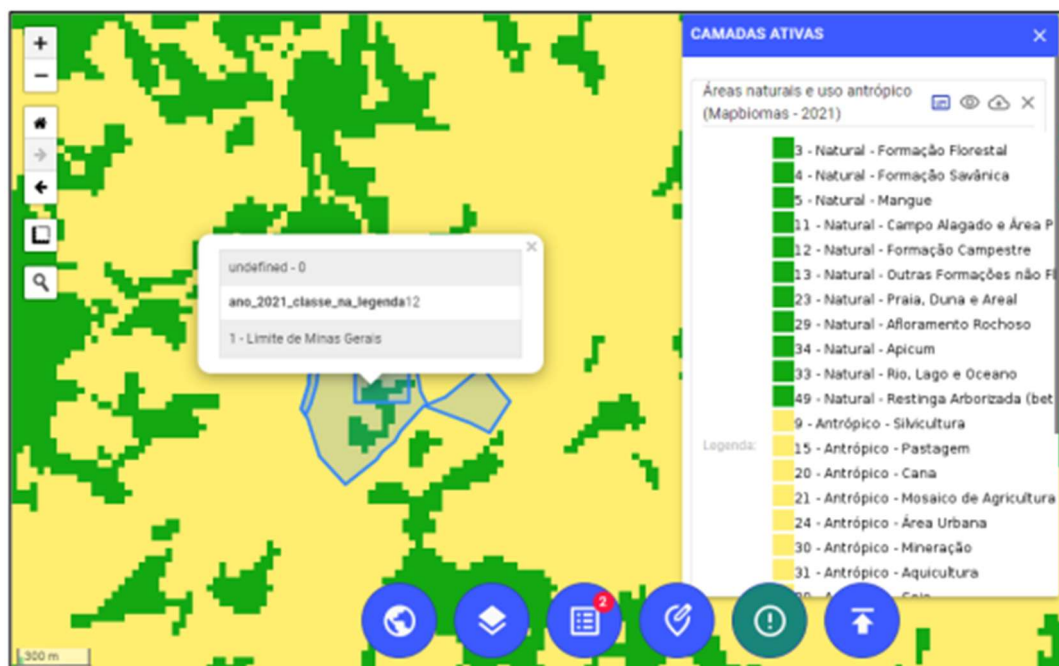 CAMADAS ATIVAS
Áreas naturais e uso antrópico
(Mapbiomas - 2021)
3 - Natural - Formação Florestal
4 - Natural - Formação Savânica
5 - Natural - Mangue
11 - Natural - Campo Alagado e Área P
12 - Natural - Formação Campestre
13 - Natural - Outras Formações não Fl
23 - Natural - Praia, Duna e Areal
29 - Natural - Afloramento Rochoso
34 - Natural - Apicum
33 - Natural - Rio, Lago e Oceano
49 - Natural - Restinga Arborizada (bet
9 - Antrópico - Silvicultura
Legenda:
15 - Antrópico - Pastagem
20 - Antrópico - Cana
21 - Antrópico - Mosaico de Agricultura
24 - Antrópico - Área Urbana
30 - Antrópico - Mineração
31 - Antrópico - Aquicultura
undefined - 0
ano_2021_classe_na_legenda12
1 - Limite de Minas Gerais
2
300 m